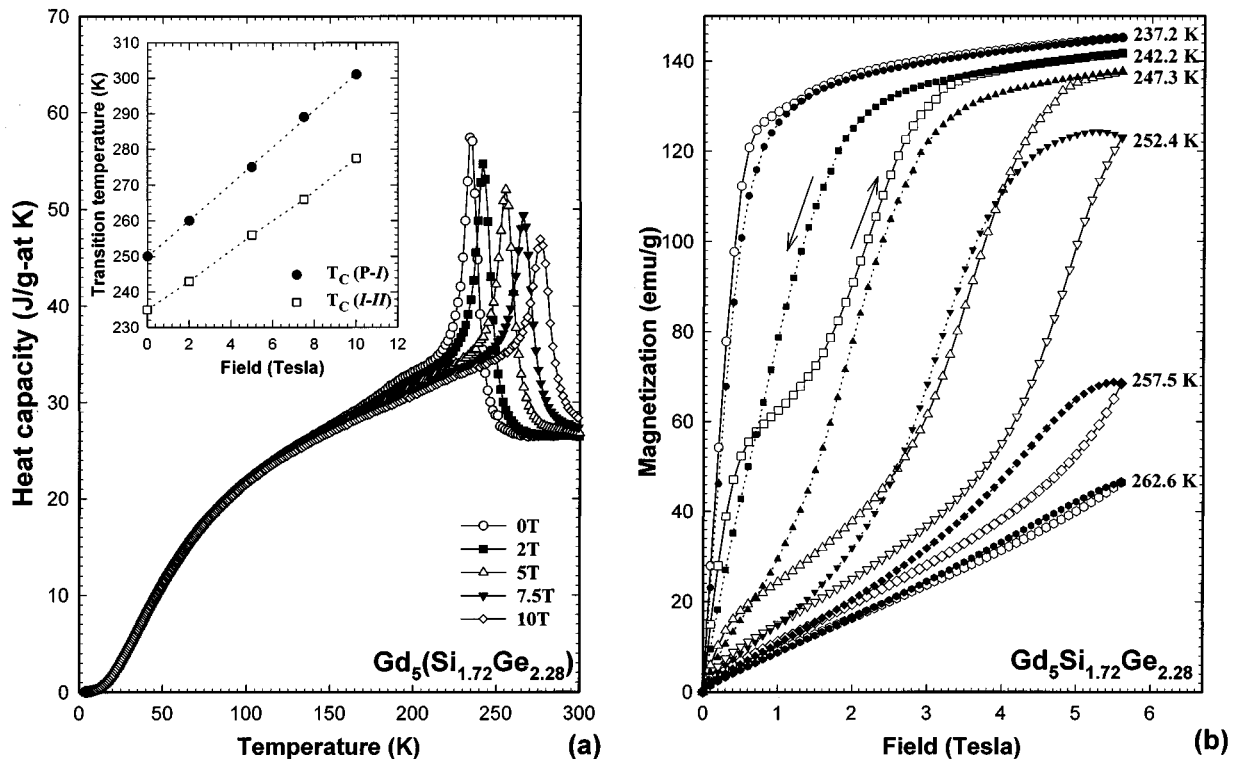 70
60
50
40
30
20
10
0
Heat capacity (J/g-at K)
0 50 100 150 200 250 300
Temperature (K)
(a)
310
300
290
280
270
260
250
240
230
Transition temperature (K)
0 2 4 6 8 10 12
Field (Tesla)
T_C (P-I)
T_C (I-II)
0T
2T
5T
7.5T
10T
Gd₅(Si₁.₇₂Ge₂.₂₈)
140
120
100
80
60
40
20
0
Magnetization (emu/g)
0 1 2 3 4 5 6
Field (Tesla)
(b)
237.2 K
242.2 K
247.3 K
252.4 K
257.5 K
262.6 K
Gd₅Si₁.₇₂Ge₂.₂₈